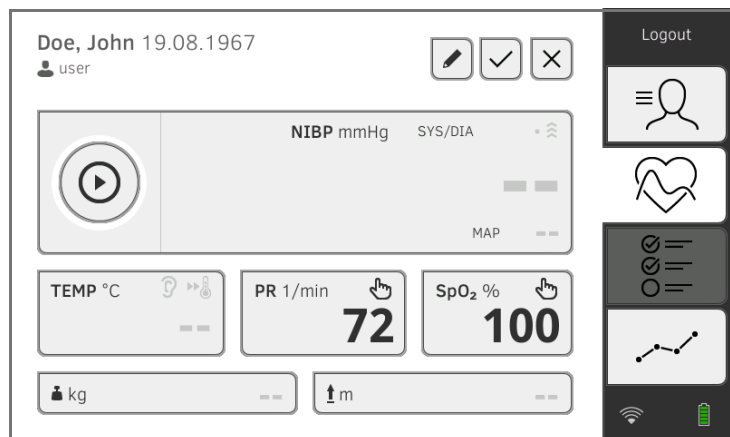 Doe, John 19.08.1967
user
Logout
NIBP mmHg SYS/DIA
-- --
MAP --
TEMP °C
--
PR 1/min
72
SpO₂ %
100
kg --
m --